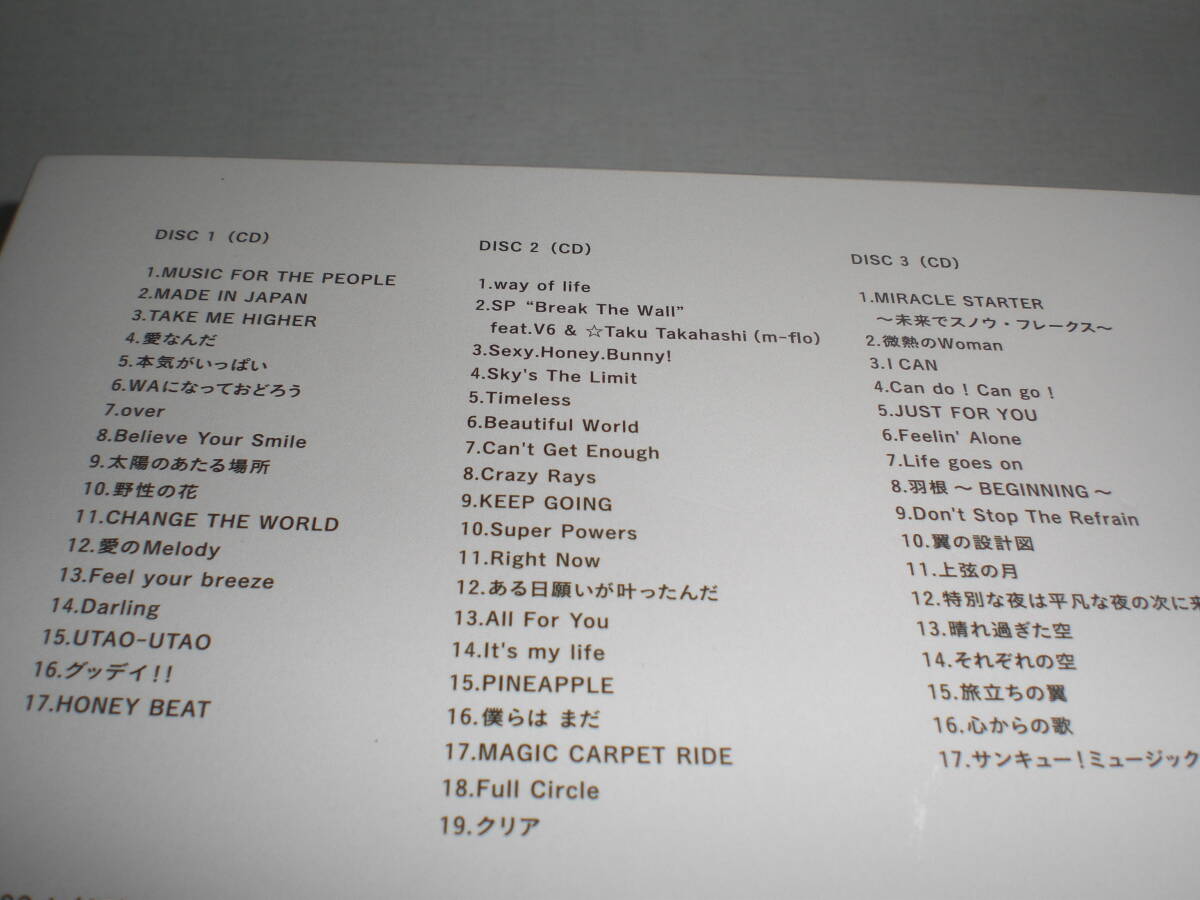 DISC 1 (CD)
1.MUSIC FOR THE PEOPLE
2.MADE IN JAPAN
3.TAKE ME HIGHER
4.愛なんだ
5.本気がいっぱい
6.WAになっておどろう
7.over
8.Believe Your Smile
9.太陽のあたる場所
10.野性の花
11.CHANGE THE WORLD
12.愛のMelody
13.Feel your breeze
14.Darling
15.UTAO-UTAO
16.グッデイ!!
17.HONEY BEAT
DISC 2 (CD)
1.way of life
2.SP “Break The Wall”
feat.V6 & ☆Taku Takahashi (m-flo)
3.Sexy.Honey.Bunny!
4.Sky's The Limit
5.Timeless
6.Beautiful World
7.Can't Get Enough
8.Crazy Rays
9.KEEP GOING
10.Super Powers
11.Right Now
12.ある日願いが叶ったんだ
13.All For You
14.It's my life
15.PINEAPPLE
16.僕らは まだ
17.MAGIC CARPET RIDE
18.Full Circle
19.クリア
DISC 3 (CD)
1.MIRACLE STARTER
～未来でスノウ・フレークス～
2.微熱のWoman
3.I CAN
4.Can do ! Can go !
5.JUST FOR YOU
6.Feelin' Alone
7.Life goes on
8.羽根 ～ BEGINNING ～
9.Don't Stop The Refrain
10.翼の設計図
11.上弦の月
12.特別な夜は平凡な夜の次に来
13.晴れ過ぎた空
14.それぞれの空
15.旅立ちの翼
16.心からの歌
17.サンキュー!ミュージック